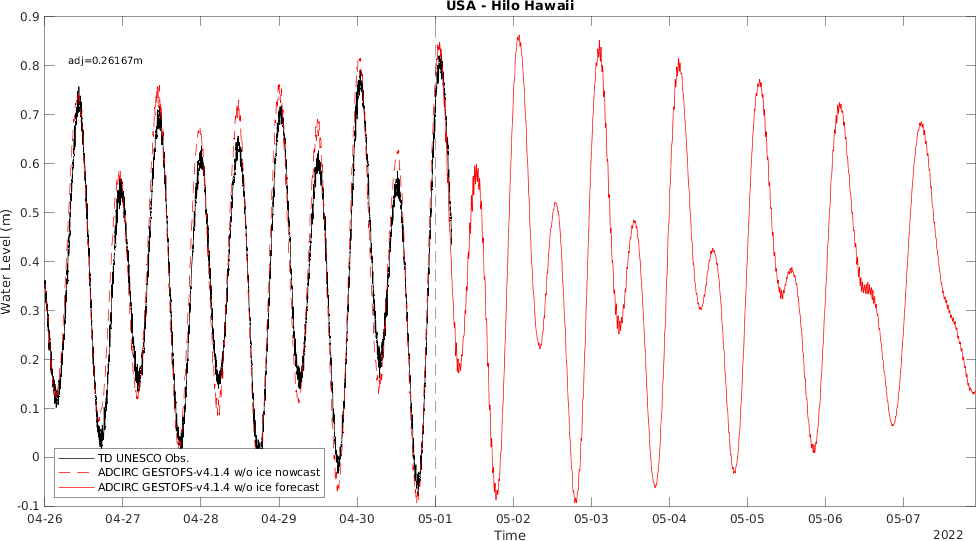 USA - Hilo Hawaii
adj=0.26167m
Water Level (m)
0.9
0.8
0.7
0.6
0.5
0.4
0.3
0.2
0.1
0
-0.1
TD UNESCO Obs.
ADCIRC GESTOFS-v4.1.4 w/o ice nowcast
ADCIRC GESTOFS-v4.1.4 w/o ice forecast
04-26 04-27 04-28 04-29 04-30 05-01 05-02 05-03 05-04 05-05 05-06 05-07
Time
2022